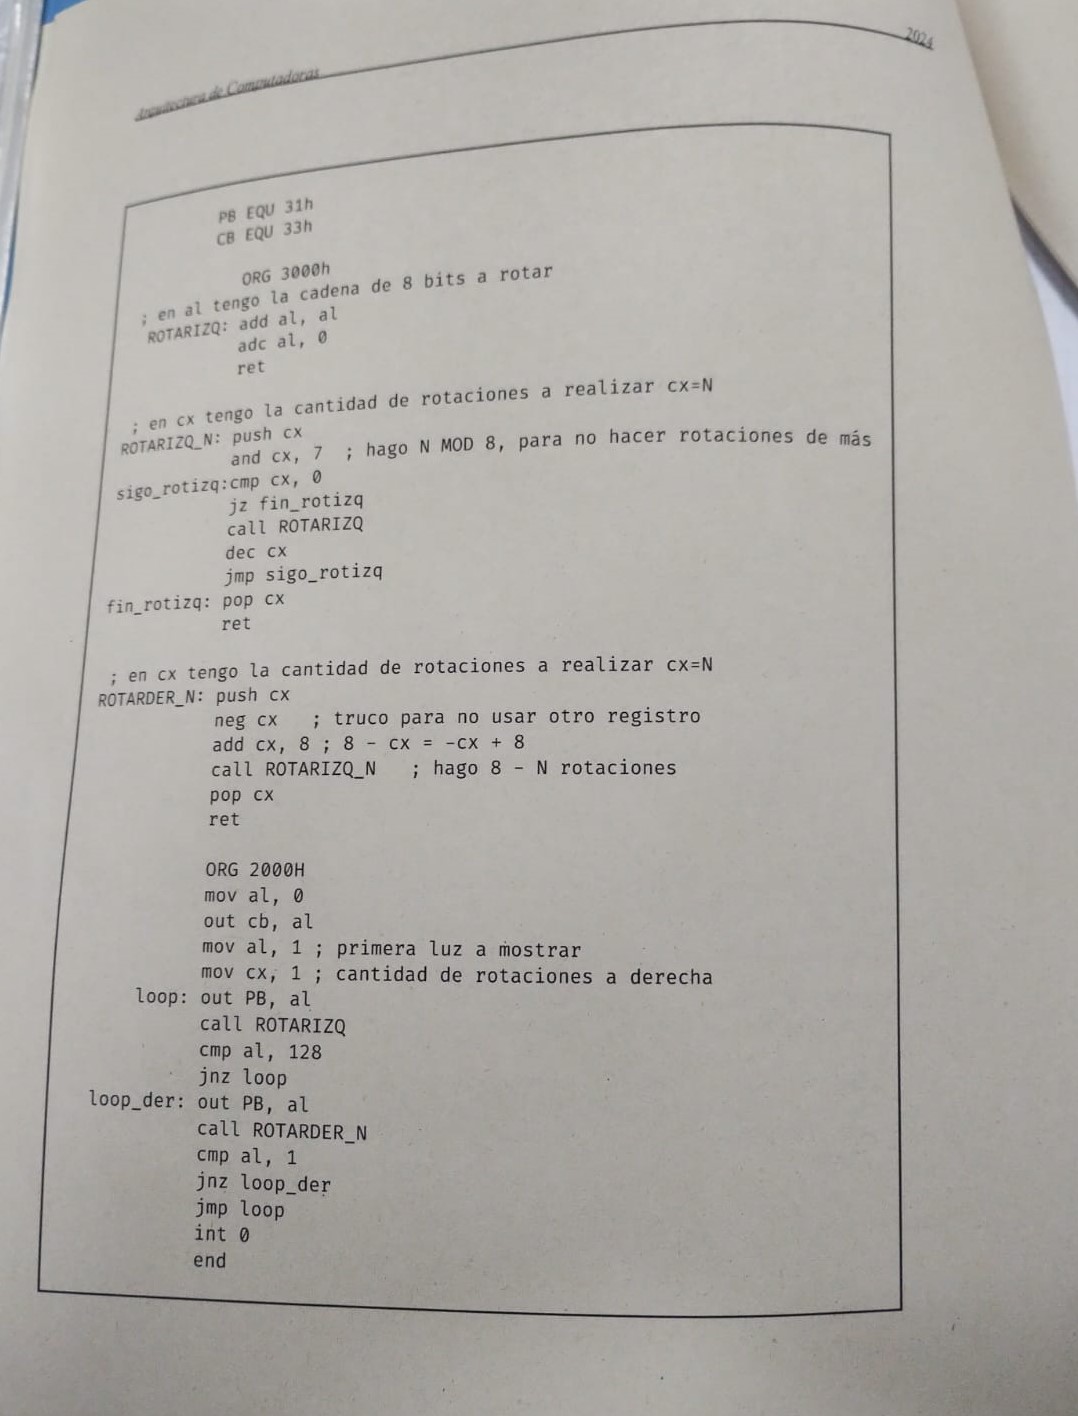 Arquitectura de Computadoras
2024
PB EQU 31h
CB EQU 33h
ORG 3000h
; en al tengo la cadena de 8 bits a rotar
ROTARIZQ: add al, al
adc al, 0
ret
; en cx tengo la cantidad de rotaciones a realizar cx=N
ROTARIZQ_N: push cx
and cx, 7 ; hago N MOD 8, para no hacer rotaciones de más
sigo_rotizq:cmp cx, 0
jz fin_rotizq
call ROTARIZQ
dec cx
jmp sigo_rotizq
fin_rotizq: pop cx
ret
; en cx tengo la cantidad de rotaciones a realizar cx=N
ROTARDER_N: push cx
neg cx ; truco para no usar otro registro
add cx, 8 ; 8 - cx = -cx + 8
call ROTARIZQ_N ; hago 8 - N rotaciones
pop cx
ret
ORG 2000H
mov al, 0
out cb, al
mov al, 1 ; primera luz a mostrar
mov cx, 1 ; cantidad de rotaciones a derecha
loop: out PB, al
call ROTARIZQ
cmp al, 128
jnz loop
loop_der: out PB, al
call ROTARDER_N
cmp al, 1
jnz loop_der
jmp loop
int 0
end